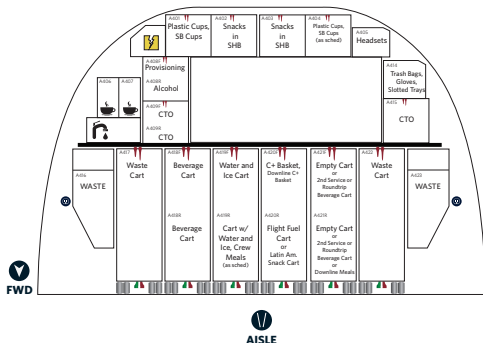 A401
Plastic Cups,
SB Cups
A402
Snacks
in
SHB
A403
Snacks
in
SHB
A404
Plastic Cups,
SB Cups
(as sched)
A405
Headsets
A408F
Provisioning
A408R
Alcohol
A409F
CTO
A409R
CTO
A406
A407
A414
Trash Bags,
Gloves,
Slotted Trays
A415
CTO
A416
WASTE
A417
Waste
Cart
A418F
Beverage
Cart
A418R
Beverage
Cart
A419F
Water and
Ice Cart
A419R
Cart w/
Water and
Ice, Crew
Meals
(as sched)
A420F
C+ Basket,
Downline C+
Basket
A420R
Flight Fuel
Cart
or
Latin Am.
Snack Cart
A421F
Empty Cart
or
2nd Service or
Roundtrip
Beverage Cart
A421R
Empty Cart
or
2nd Service or
Roundtrip
Beverage Cart
or
Downline Meals
A422
Waste
Cart
A423
WASTE
FWD
AISLE